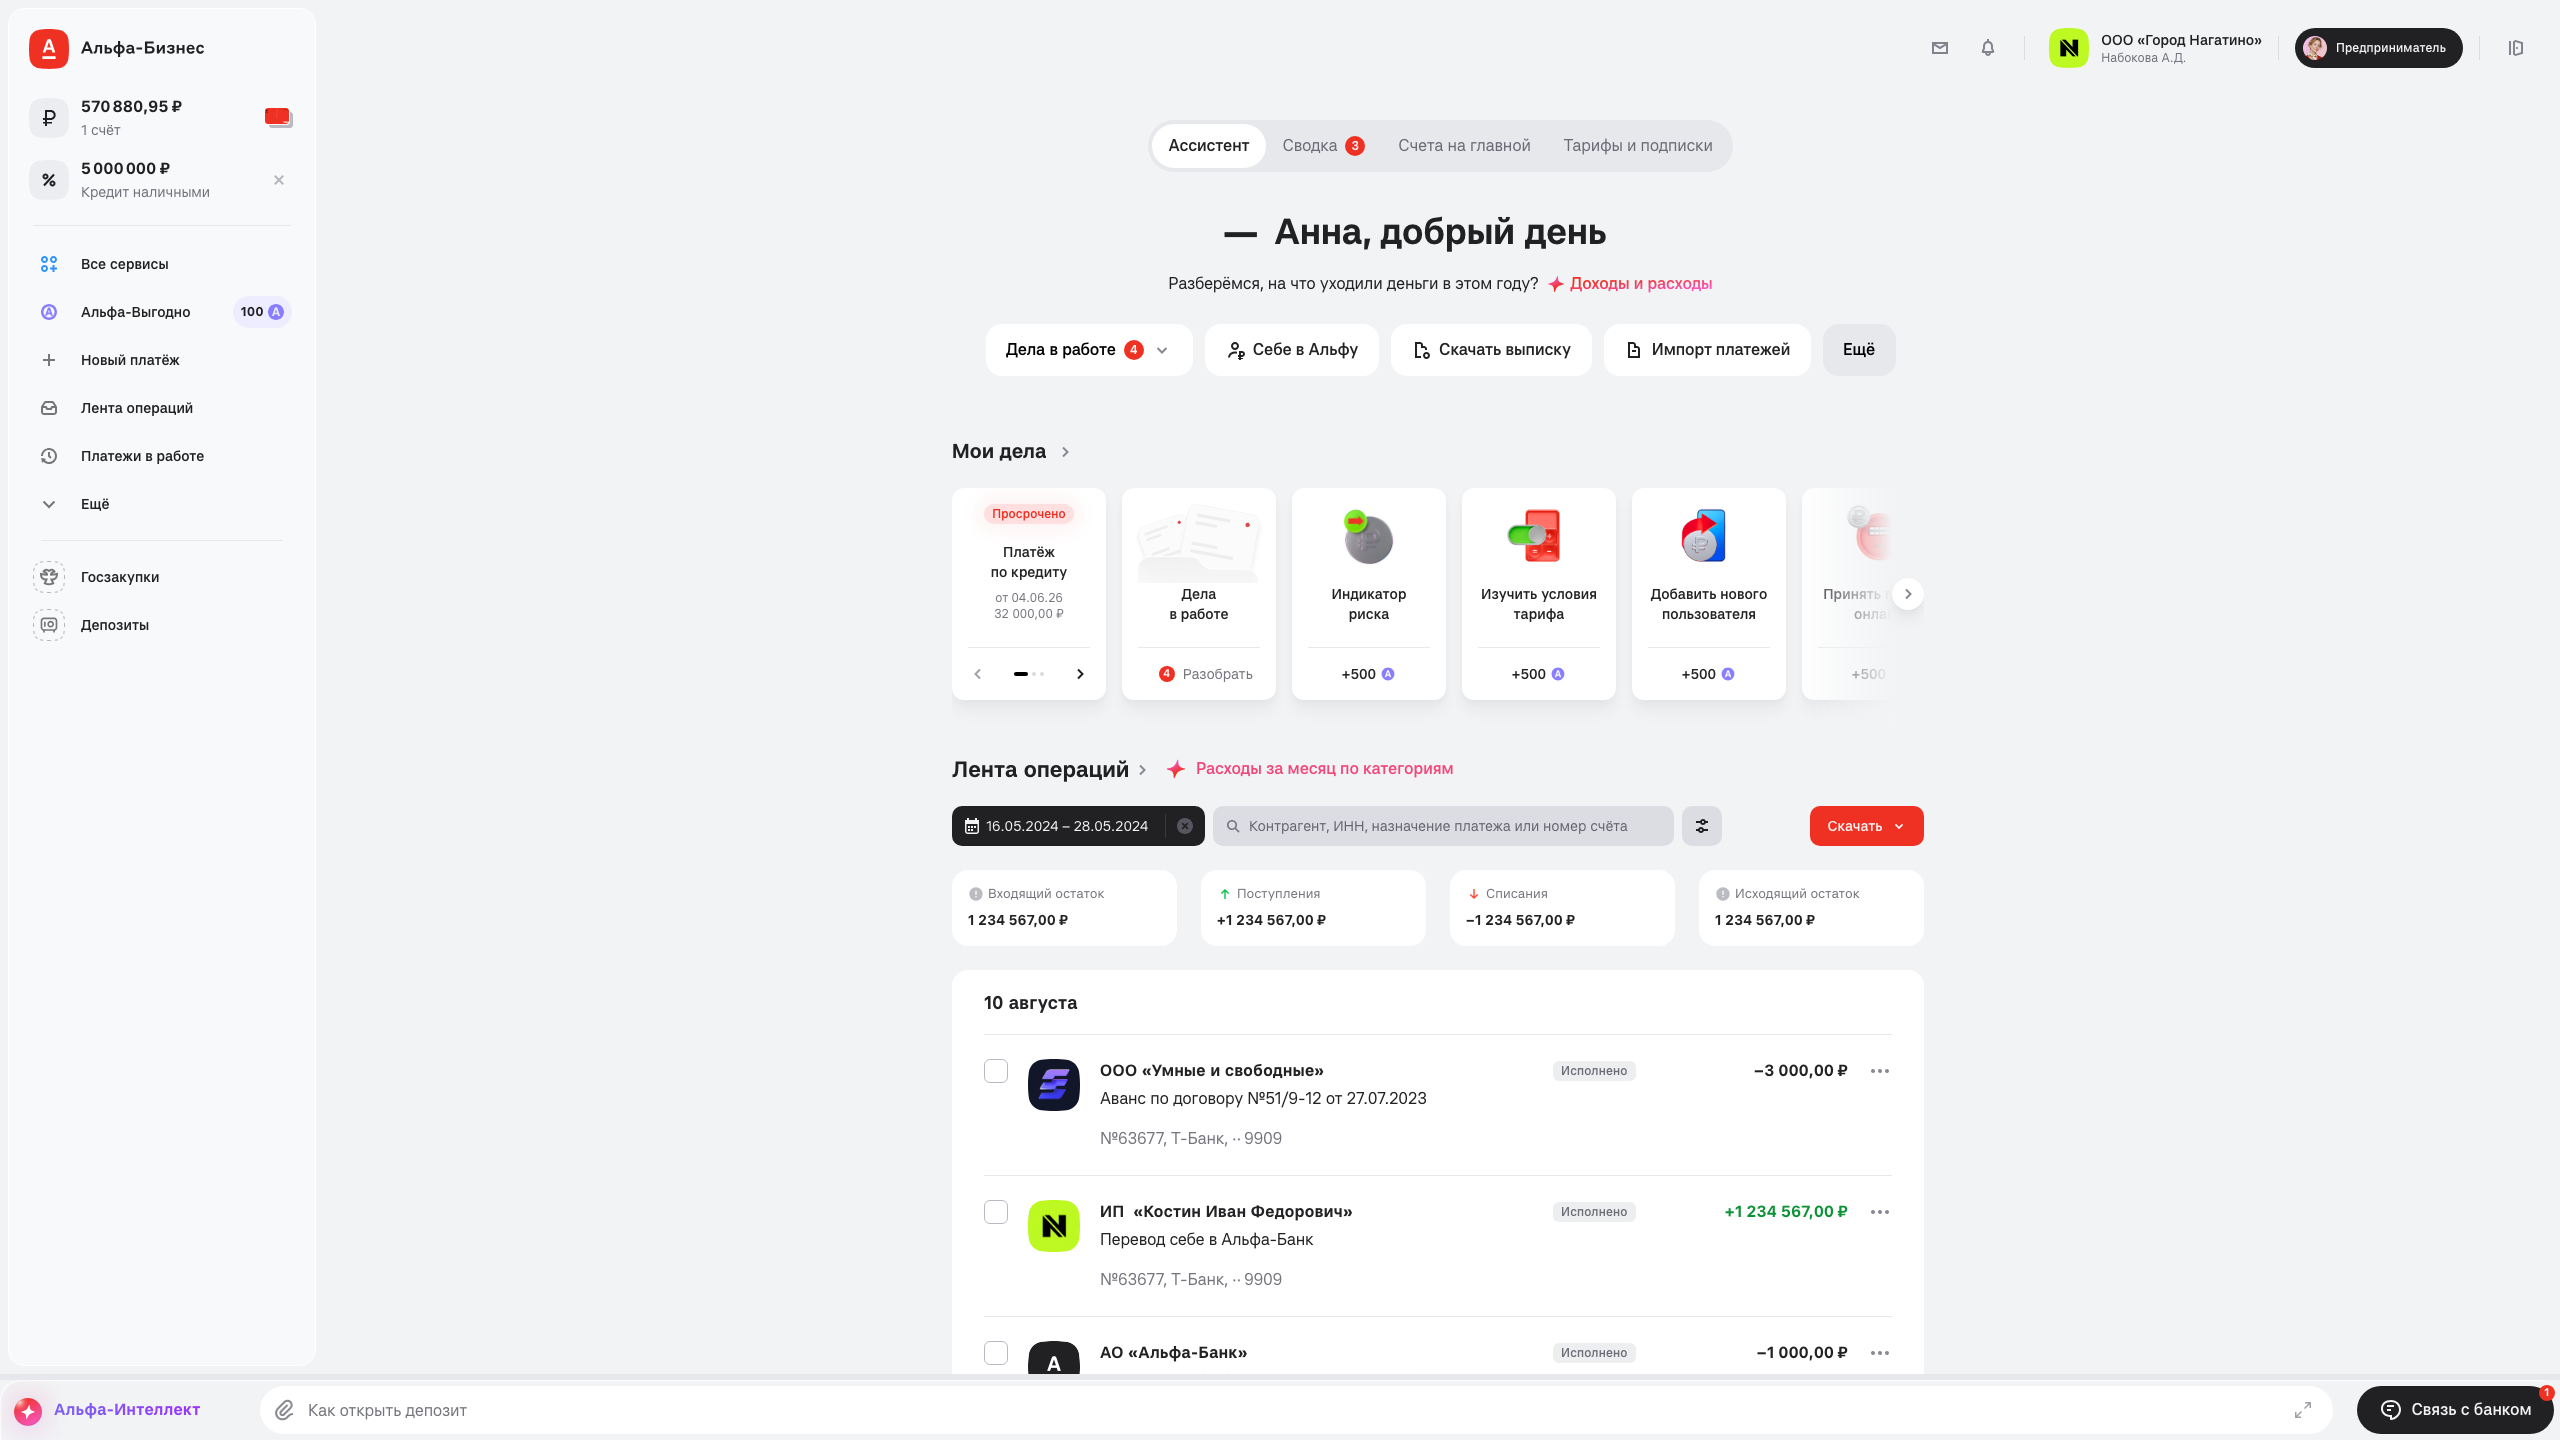 Альфа-Бизнес
570 880,95 ₽
1 счёт
5 000 000 ₽
Кредит наличными
Все сервисы
Альфа-Выгодно
100
Новый платёж
Лента операций
Платежи в работе
Ещё
Госзакупки
Депозиты
ООО «Город Нагатино»
Набокова А.Д.
Предприниматель
Ассистент
Сводка 3
Счета на главной
Тарифы и подписки
— Анна, добрый день
Разберёмся, на что уходили деньги в этом году? Доходы и расходы
Дела в работе 4
Себе в Альфу
Скачать выписку
Импорт платежей
Ещё
Мои дела
Просрочено
Платёж
по кредиту
от 04.06.26
32 000,00 ₽
Дела
в работе
4 Разобрать
Индикатор
риска
+500
Изучить условия
тарифа
+500
Добавить нового
пользователя
+500
Принять
+500
Лента операций
Расходы за месяц по категориям
16.05.2024 – 28.05.2024
Контрагент, ИНН, назначение платежа или номер счёта
Скачать
Входящий остаток
1 234 567,00 ₽
Поступления
+1 234 567,00 ₽
Списания
−1 234 567,00 ₽
Исходящий остаток
1 234 567,00 ₽
10 августа
ООО «Умные и свободные»
Исполнено
−3 000,00 ₽
Аванс по договору №51/9-12 от 27.07.2023
№63677, Т-Банк, ·· 9909
ИП «Костин Иван Федорович»
Исполнено
+1 234 567,00 ₽
Перевод себе в Альфа-Банк
№63677, Т-Банк, ·· 9909
АО «Альфа-Банк»
Исполнено
−1 000,00 ₽
Альфа-Интеллект
Как открыть депозит
Связь с банком
1